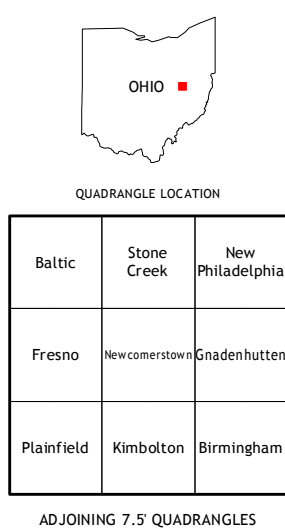 OHIO
QUADRANGLE LOCATION
Baltic
Stone
Creek
New
Philadelphia
Fresno
Newcomerstown
Gnadenhutten
Plainfield
Kimbolton
Birmingham
ADJOINING 7.5' QUADRANGLES